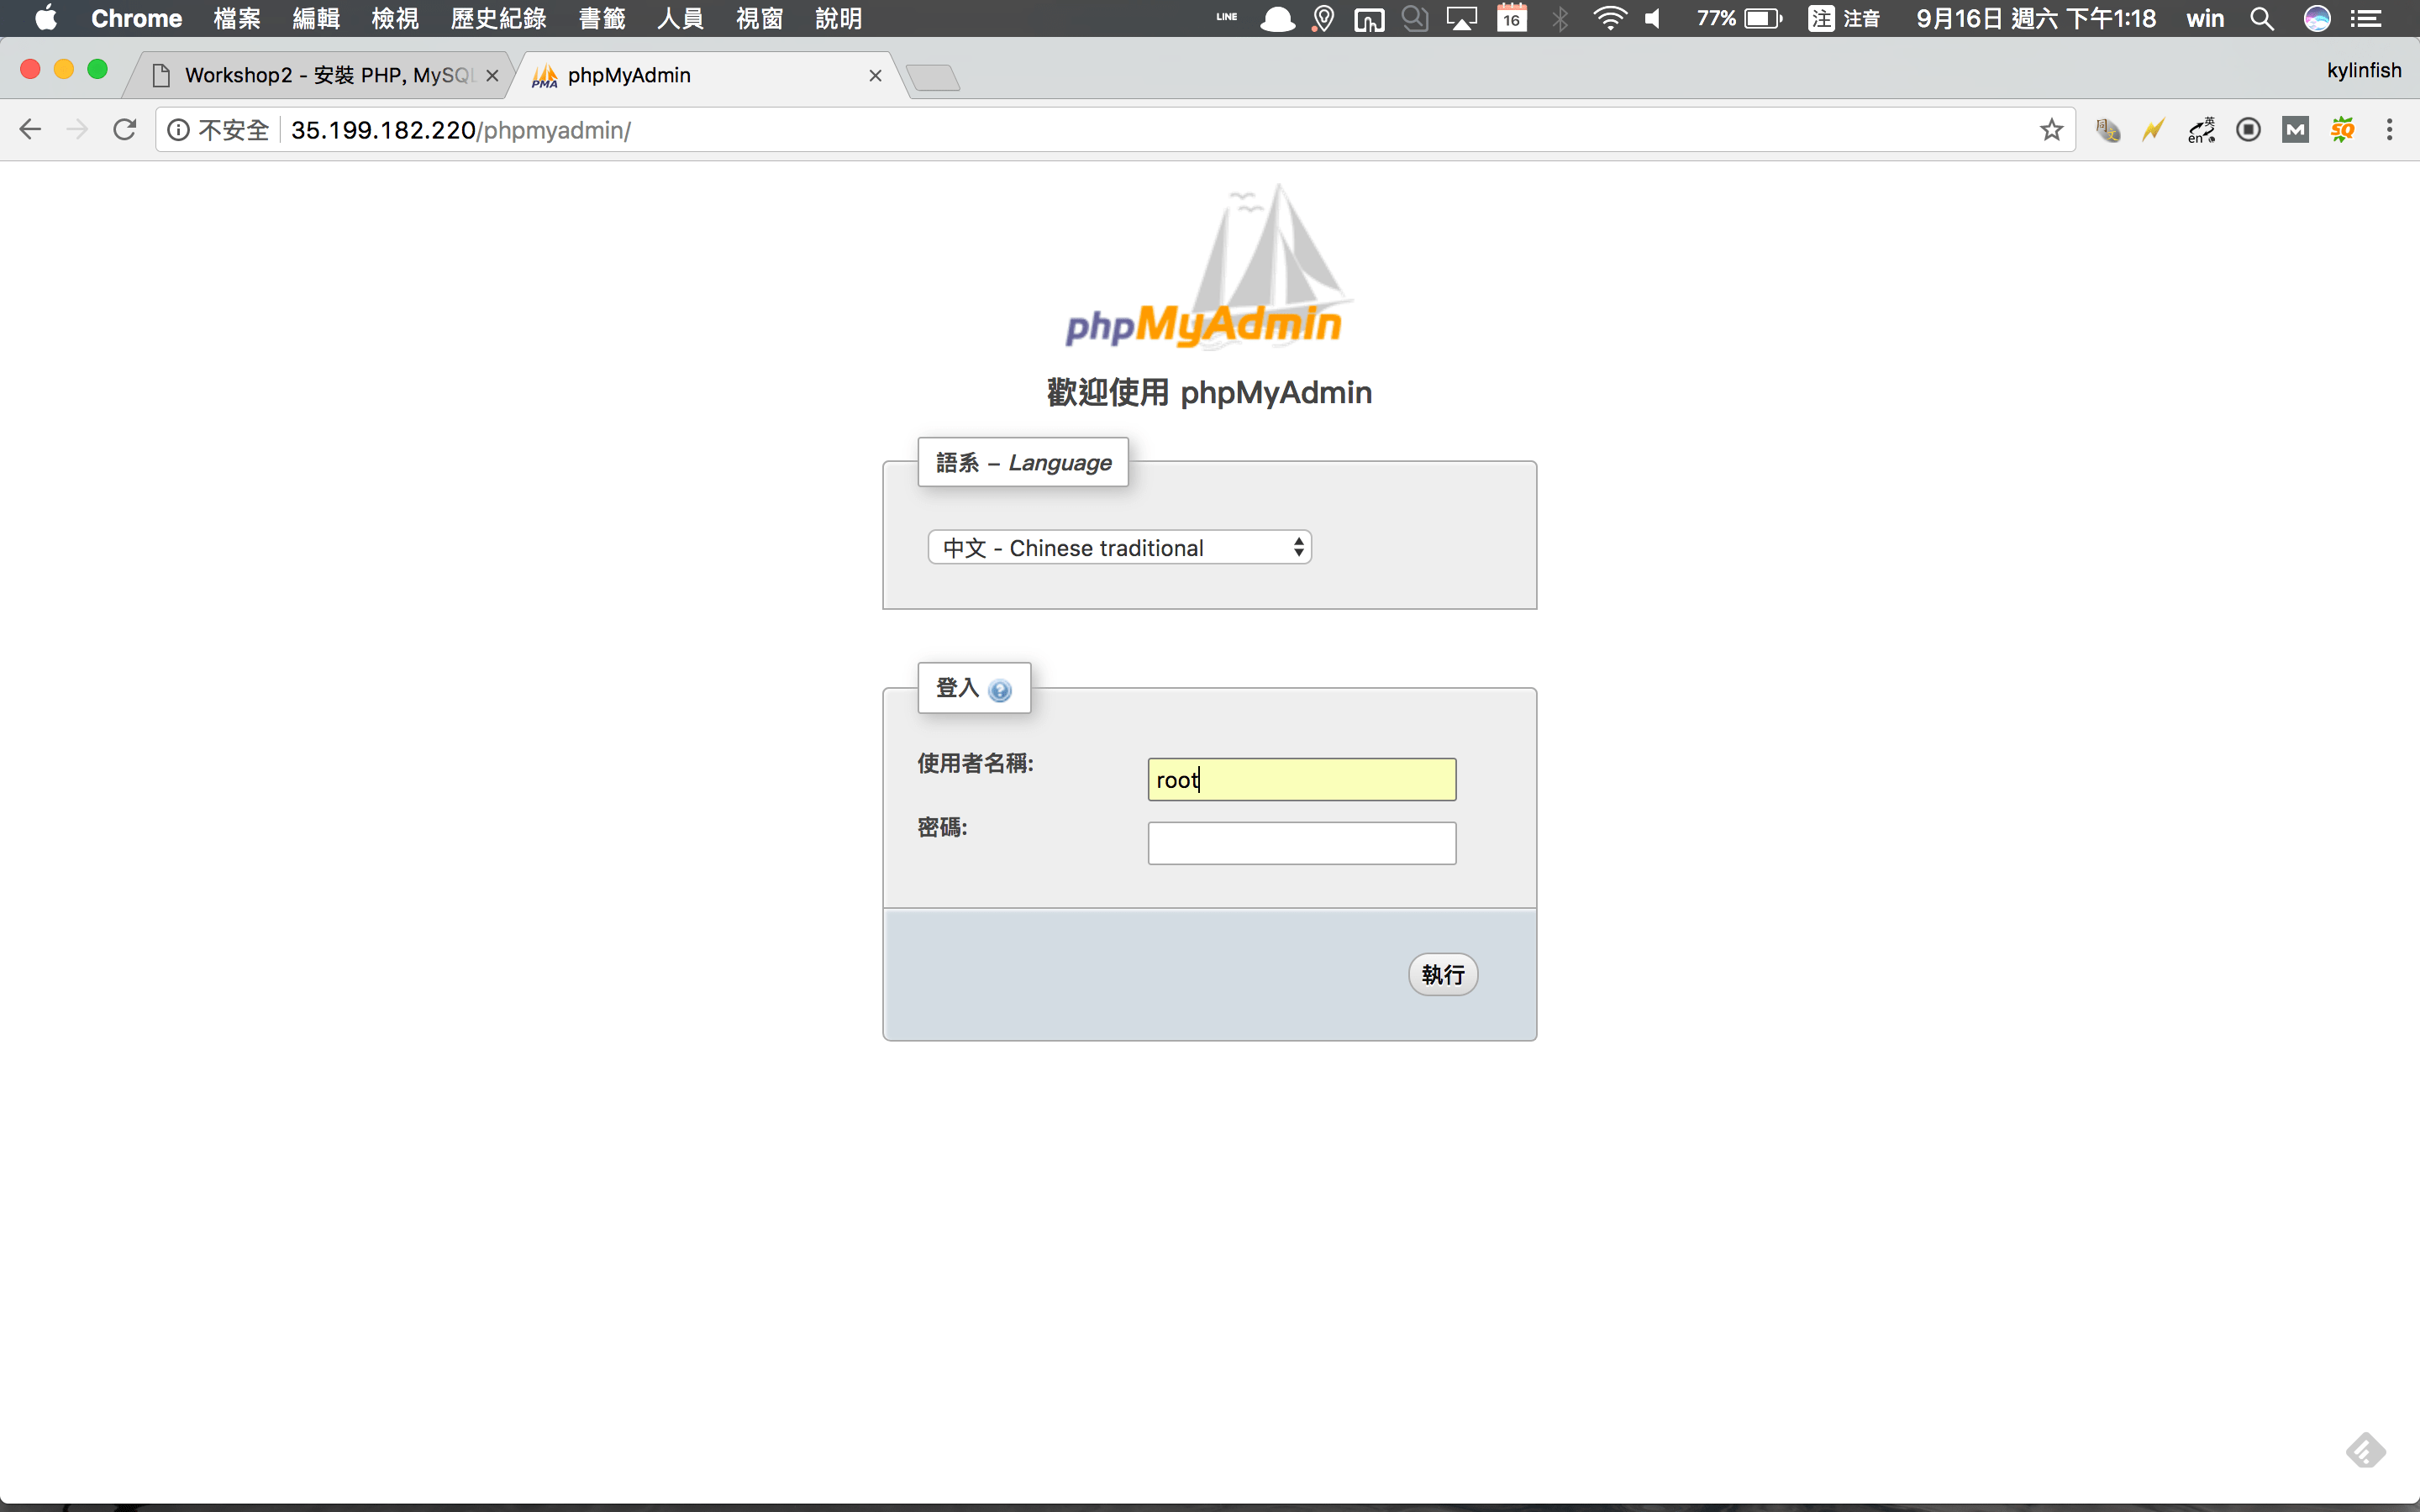 Chrome 檔案 編輯 檢視 歷史紀錄 書籤 人員 視窗 說明 LINE 16 77% 注 注音 9月16日 週六 下午1:18 win
Workshop2 - 安裝 PHP, MySQL phpMyAdmin kylinfish
不安全 35.199.182.220/phpmyadmin/
phpMyAdmin
歡迎使用 phpMyAdmin
語系 – Language
中文 - Chinese traditional
登入
使用者名稱: root
密碼:
執行